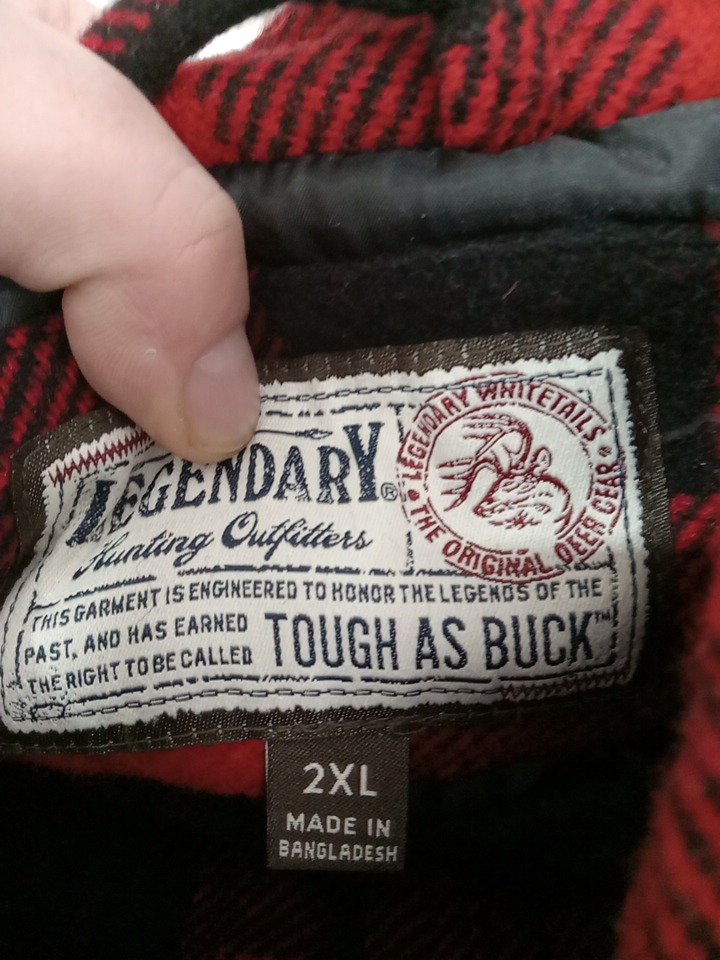 LEGENDARY®
Hunting Outfitters
LEGENDARY WHITETAILS
• THE ORIGINAL DEER GEAR •
THIS GARMENT IS ENGINEERED TO HONOR THE LEGENDS OF THE
PAST, AND HAS EARNED
THE RIGHT TO BE CALLED
TOUGH AS BUCK™
2XL
MADE IN
BANGLADESH